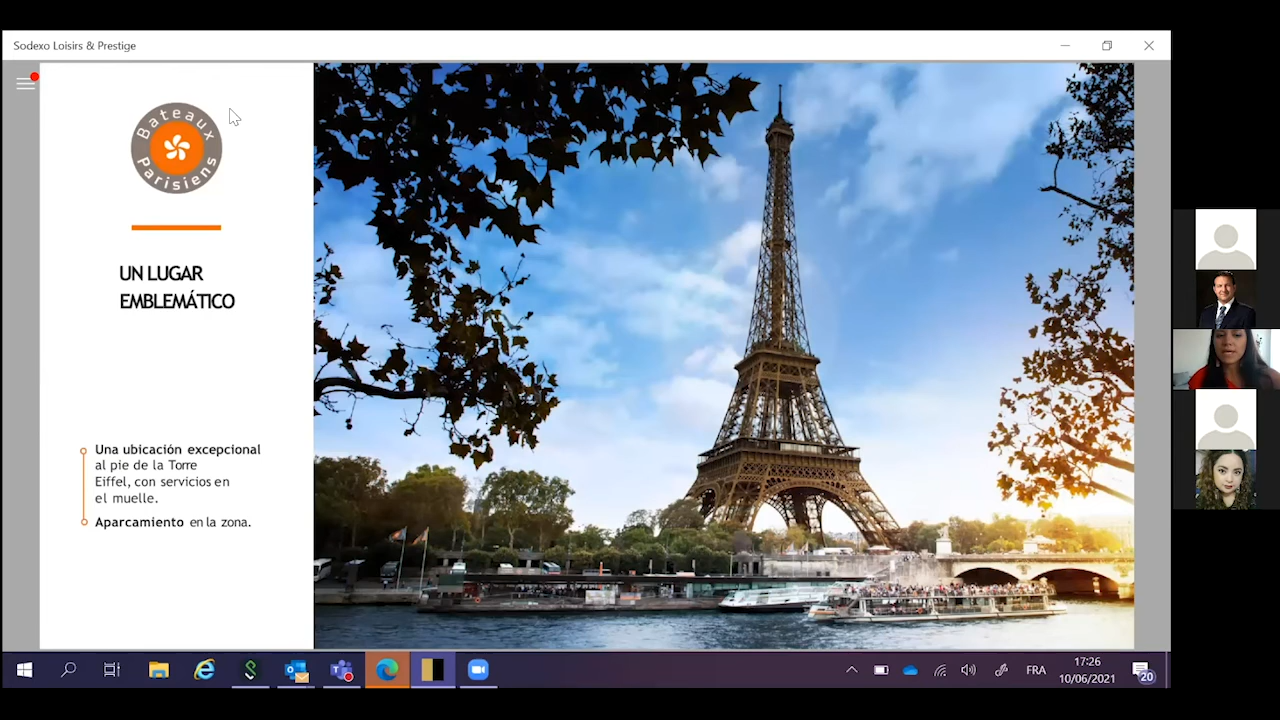 Sodexo Loisirs & Prestige
Bateaux
Parisiens
UN LUGAR
EMBLEMÁTICO
Una ubicación excepcional
al pie de la Torre
Eiffel, con servicios en
el muelle.
Aparcamiento en la zona.
FRA
17:26
10/06/2021
20